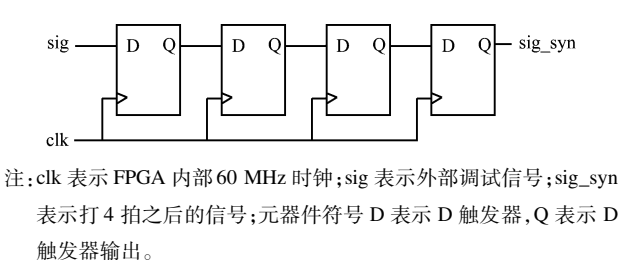 sig D Q D Q D Q D Q sig_syn
clk
注:clk 表示 FPGA 内部 60 MHz 时钟;sig 表示外部调试信号;sig_syn
表示打 4 拍之后的信号;元器件符号 D 表示 D 触发器,Q 表示 D
触发器输出。